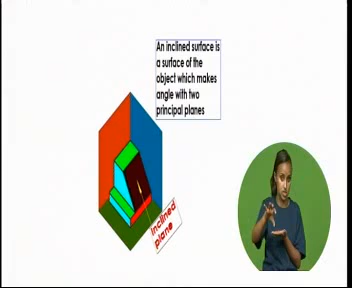 An inclined surface is
a surface of the
object which makes
angle with two
principal planes
Inclined
plane